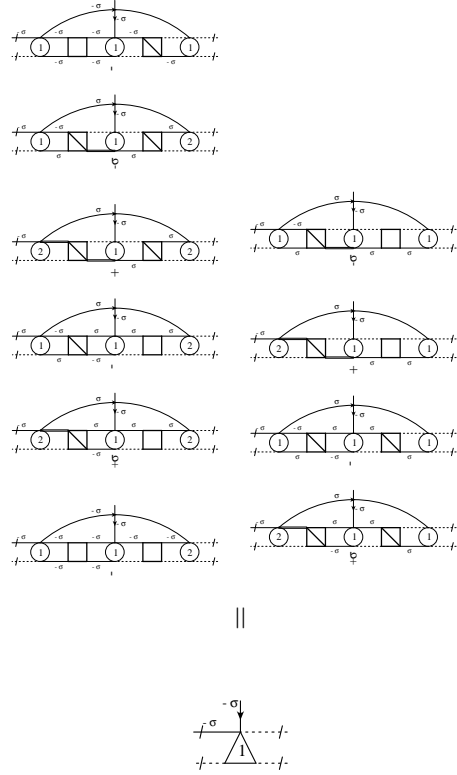 - σ
- σ
- σ - σ - σ - σ
1 1 1
- σ - σ
-
σ
- σ
- σ - σ σ
1 1 2
σ σ σ
-
σ
- σ
- σ σ
2 1 2
σ
+
σ
- σ
- σ σ
1 1 1
σ σ σ
-
σ
- σ
- σ - σ σ σ σ
1 1 2
- σ
-
σ
- σ
- σ
2 1 1
σ σ
+
σ
- σ
- σ σ σ σ
2 1 2
- σ σ
+
σ
- σ
- σ - σ σ σ
1 1 1
- σ - σ
-
- σ
- σ
- σ - σ - σ - σ σ
1 1 2
- σ - σ
-
σ
- σ
- σ σ σ
2 1 1
- σ σ - σ
+
||
- σ
- σ
1